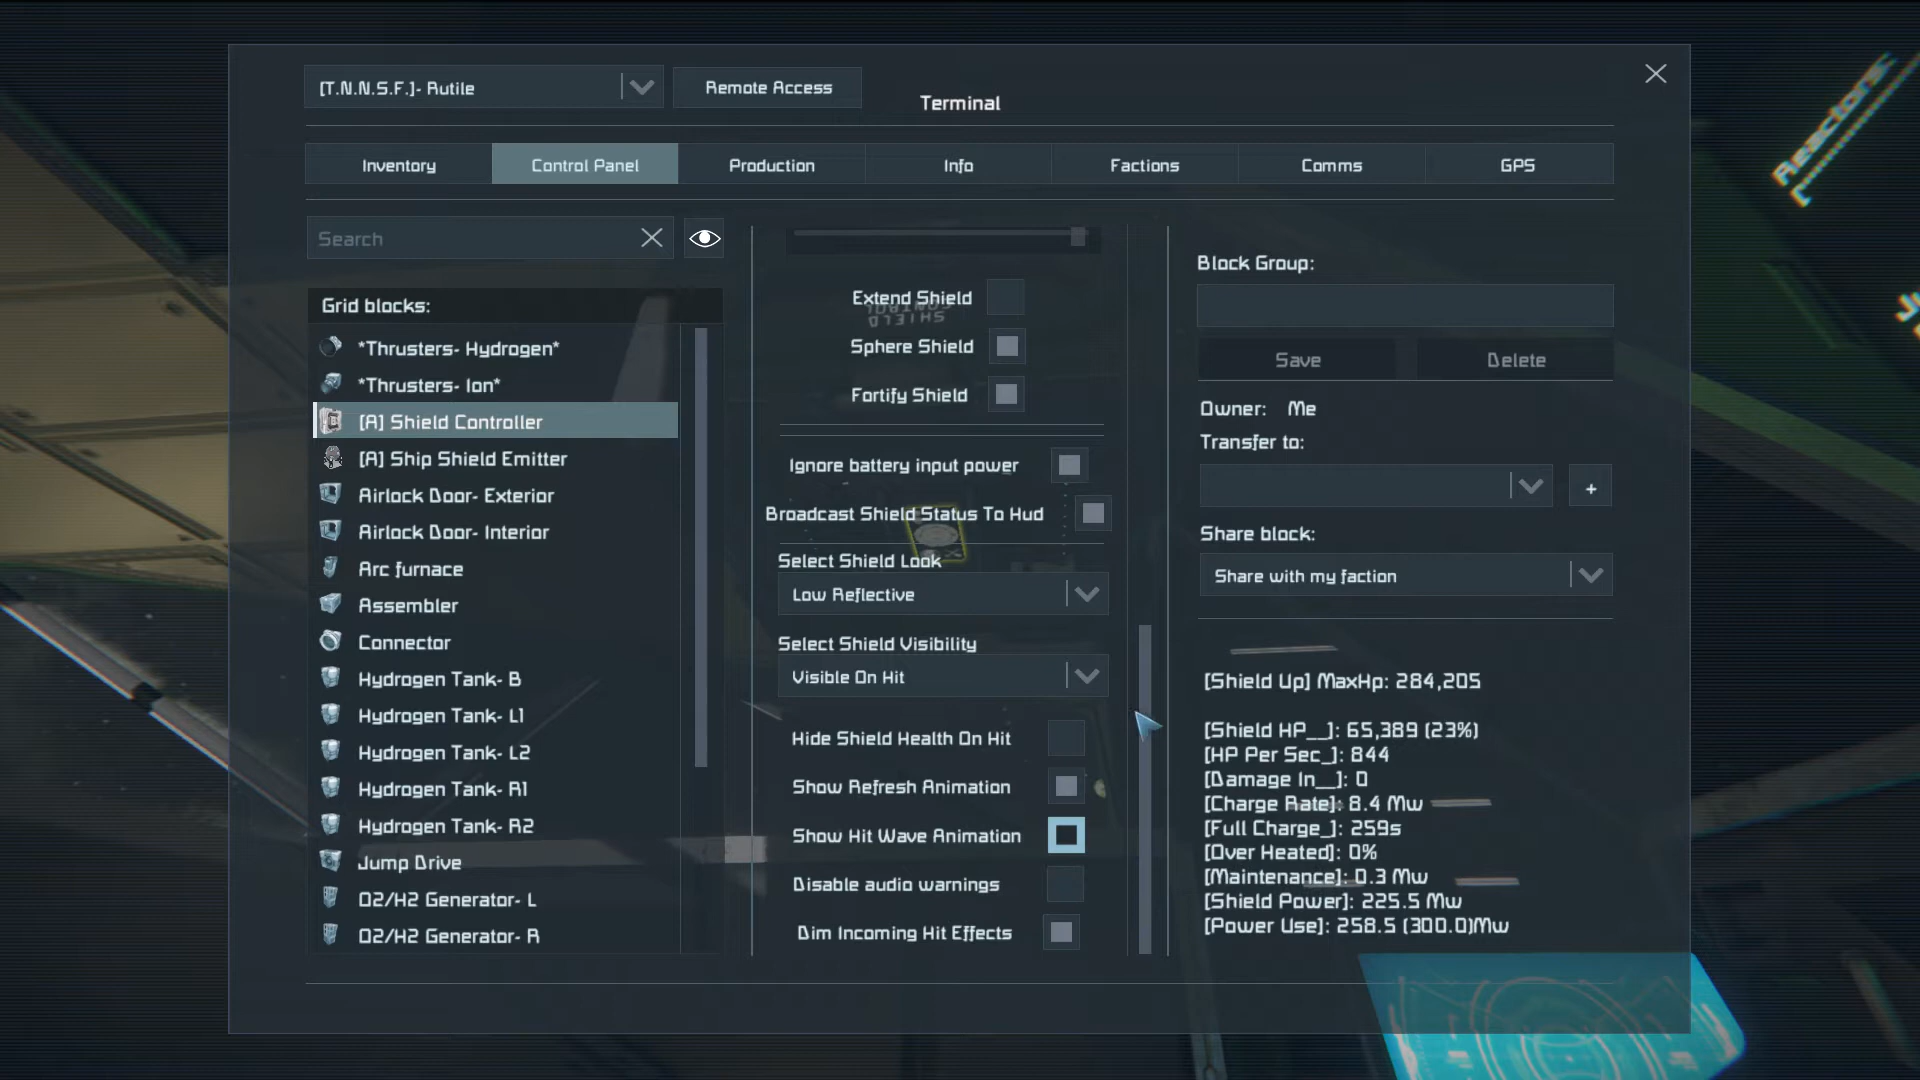 [T.N.N.S.F.]- Rutile
Remote Access
Terminal
Inventory
Control Panel
Production
Info
Factions
Comms
GPS
Search
Grid blocks:
*Thrusters- Hydrogen*
*Thrusters- Ion*
[A] Shield Controller
[A] Ship Shield Emitter
Airlock Door- Exterior
Airlock Door- Interior
Arc furnace
Assembler
Connector
Hydrogen Tank- B
Hydrogen Tank- L1
Hydrogen Tank- L2
Hydrogen Tank- R1
Hydrogen Tank- R2
Jump Drive
O2/H2 Generator- L
O2/H2 Generator- R
Extend Shield
SHIELD
CONTROL
Sphere Shield
Fortify Shield
Ignore battery input power
Broadcast Shield Status To Hud
Select Shield Look
Low Reflective
Select Shield Visibility
Visible On Hit
Hide Shield Health On Hit
Show Refresh Animation
Show Hit Wave Animation
Disable audio warnings
Dim Incoming Hit Effects
Block Group:
Save
Delete
Owner: Me
Transfer to:
+
Share block:
Share with my faction
[Shield Up] MaxHp: 284,205
[Shield HP__]: 65,389 (23%)
[HP Per Sec_]: 844
[Damage In__]: 0
[Charge Rate]: 8.4 Mw
[Full Charge_]: 259s
[Over Heated]: 0%
[Maintenance]: 0.3 Mw
[Shield Power]: 225.5 Mw
[Power Use]: 258.5 (300.0)Mw
Reactors:
[